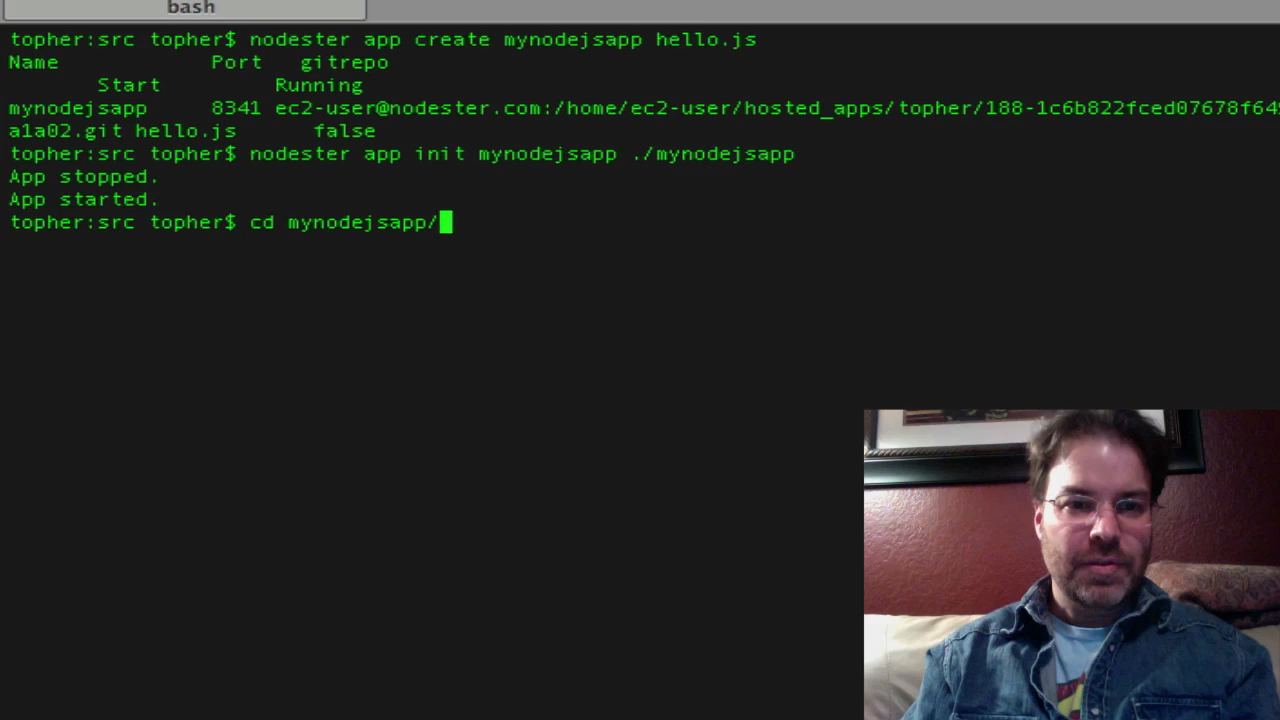 bash
topher:src topher$ nodester app create mynodejsapp hello.js
Name Port gitrepo
Start Running
mynodejsapp 8341 ec2-user@nodester.com:/home/ec2-user/hosted_apps/topher/188-1c6b822fced07678f64
a1a02.git hello.js false
topher:src topher$ nodester app init mynodejsapp ./mynodejsapp
App stopped.
App started.
topher:src topher$ cd mynodejsapp/